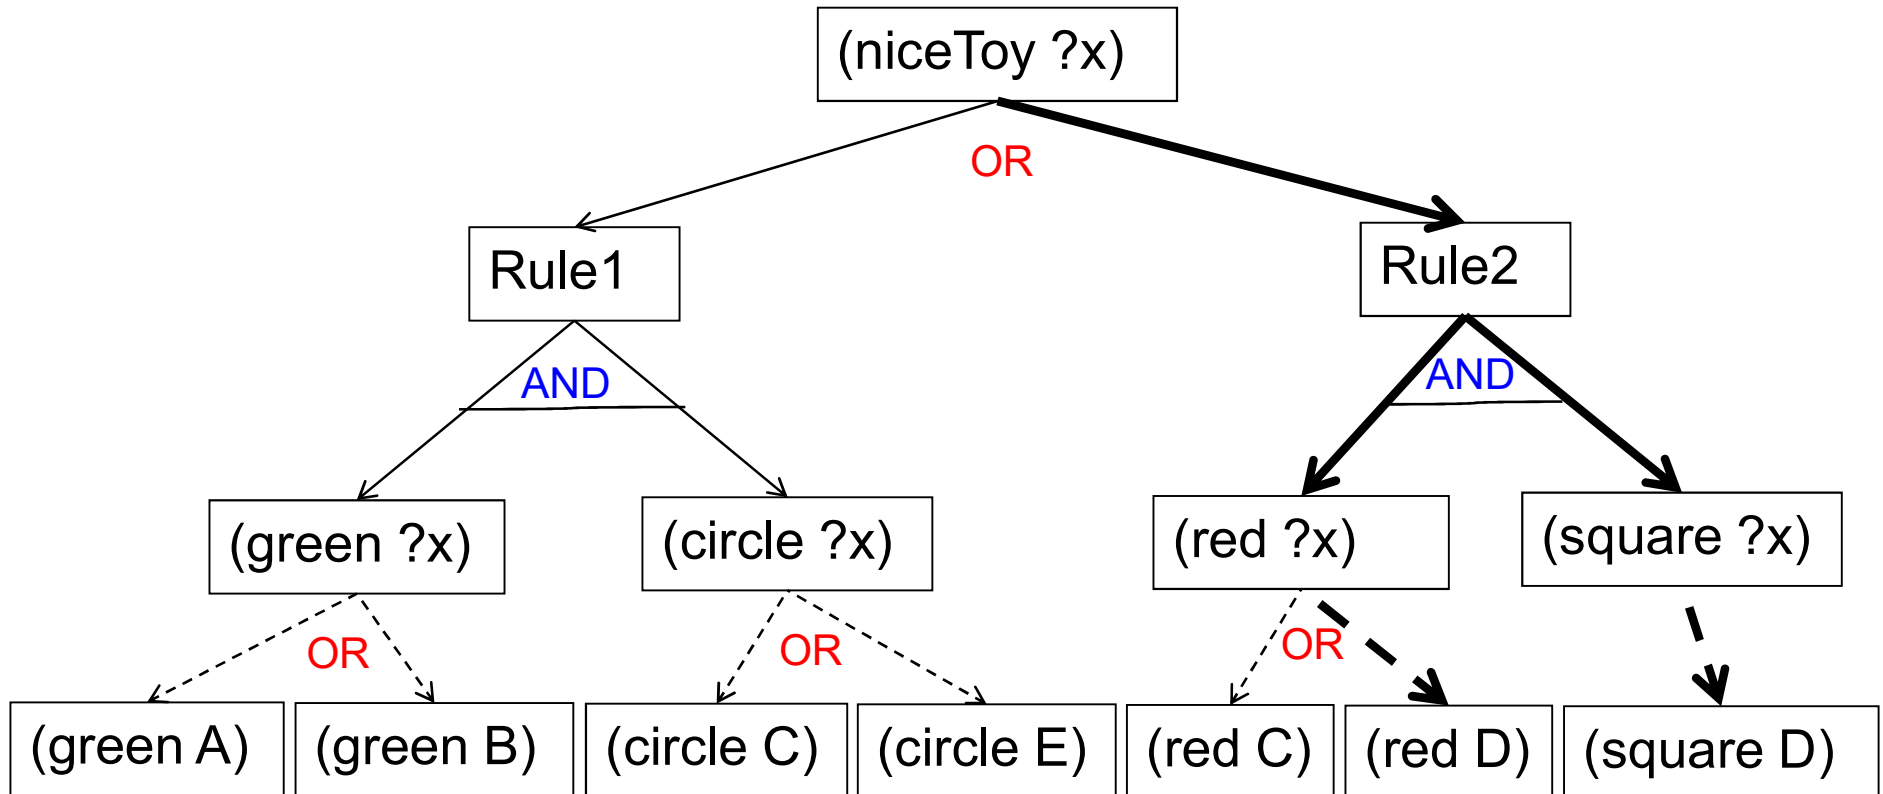 (niceToy ?x)
OR
Rule1
Rule2
AND
AND
(green ?x)
(circle ?x)
(red ?x)
(square ?x)
OR
OR
OR
(green A)
(green B)
(circle C)
(circle E)
(red C)
(red D)
(square D)